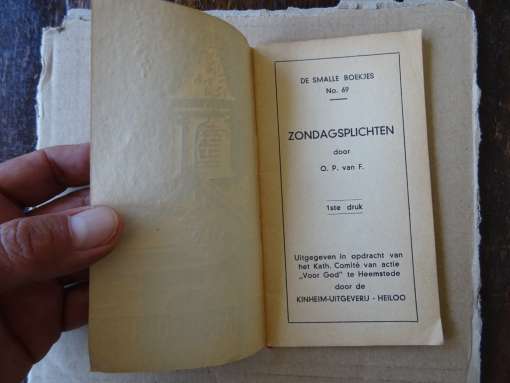 DE SMALLE BOEKJES
No. 69
ZONDAGSPLICHTEN
door
O. P. van F.
1ste druk
Uitgegeven in opdracht van
het Kath. Comité van actie
„Voor God" te Heemstede
door de
KINHEIM-UITGEVERIJ - HEILOO